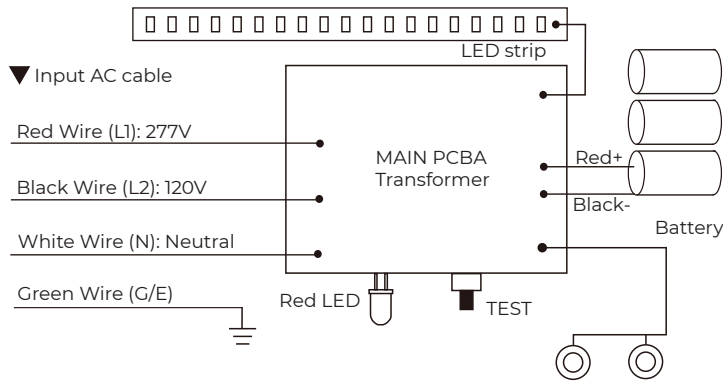 LED strip
Input AC cable
Red Wire (L1): 277V
MAIN PCBA
Transformer
Red+
Black Wire (L2): 120V
Black-
Battery
White Wire (N): Neutral
Green Wire (G/E)
Red LED
TEST